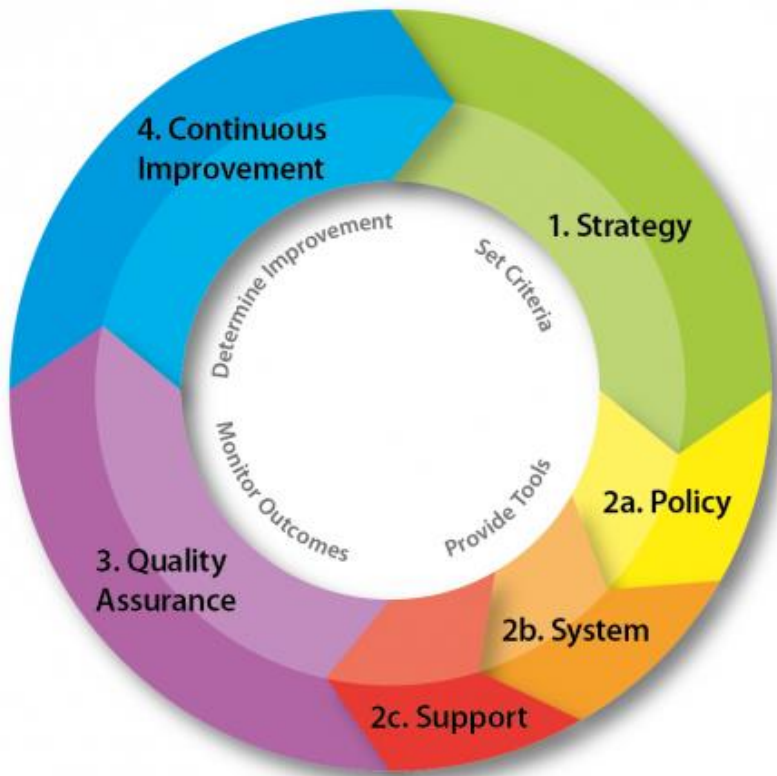 4. Continuous
Improvement
1. Strategy
Determine Improvement
Set Criteria
2a. Policy
Monitor Outcomes
Provide Tools
3. Quality
Assurance
2b. System
2c. Support